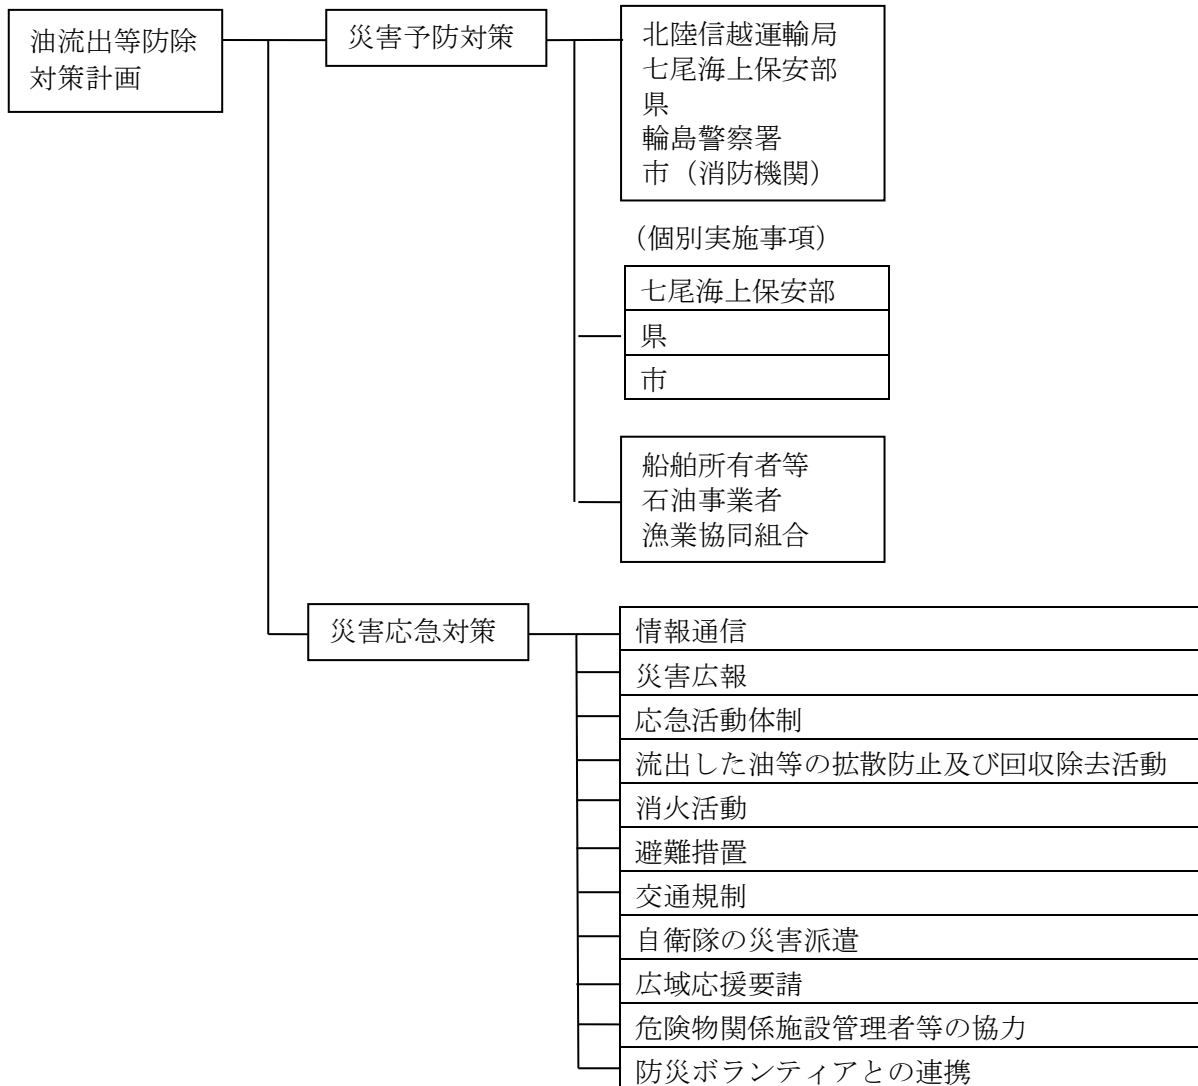 油流出等防除
対策計画
災害予防対策
北陸信越運輸局
七尾海上保安部
県
輪島警察署
市（消防機関）
（個別実施事項）
七尾海上保安部
県
市
船舶所有者等
石油事業者
漁業協同組合
災害応急対策
情報通信
災害広報
応急活動体制
流出した油等の拡散防止及び回収除去活動
消火活動
避難措置
交通規制
自衛隊の災害派遣
広域応援要請
危険物関係施設管理者等の協力
防災ボランティアとの連携